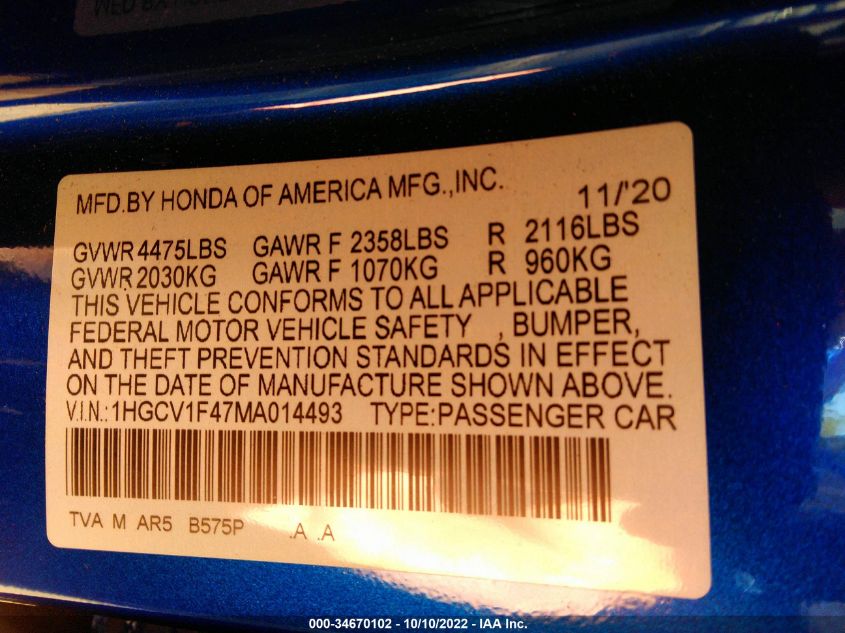 MFD.BY HONDA OF AMERICA MFG.,INC. 11/'20
GVWR 4475LBS GAWR F 2358LBS R 2116LBS
GVWR 2030KG GAWR F 1070KG R 960KG
THIS VEHICLE CONFORMS TO ALL APPLICABLE
FEDERAL MOTOR VEHICLE SAFETY , BUMPER,
AND THEFT PREVENTION STANDARDS IN EFFECT
ON THE DATE OF MANUFACTURE SHOWN ABOVE.
V.I.N.:1HGCV1F47MA014493 TYPE:PASSENGER CAR
TVA M AR5 B575P .A .A
000-34670102 - 10/10/2022 - IAA Inc.